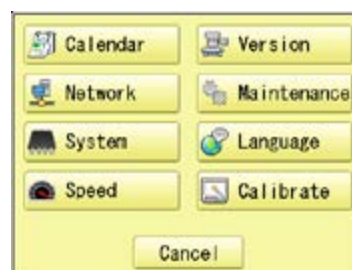 Calendar
Version
Network
Maintenance
System
Language
Speed
Calibrate
Cancel